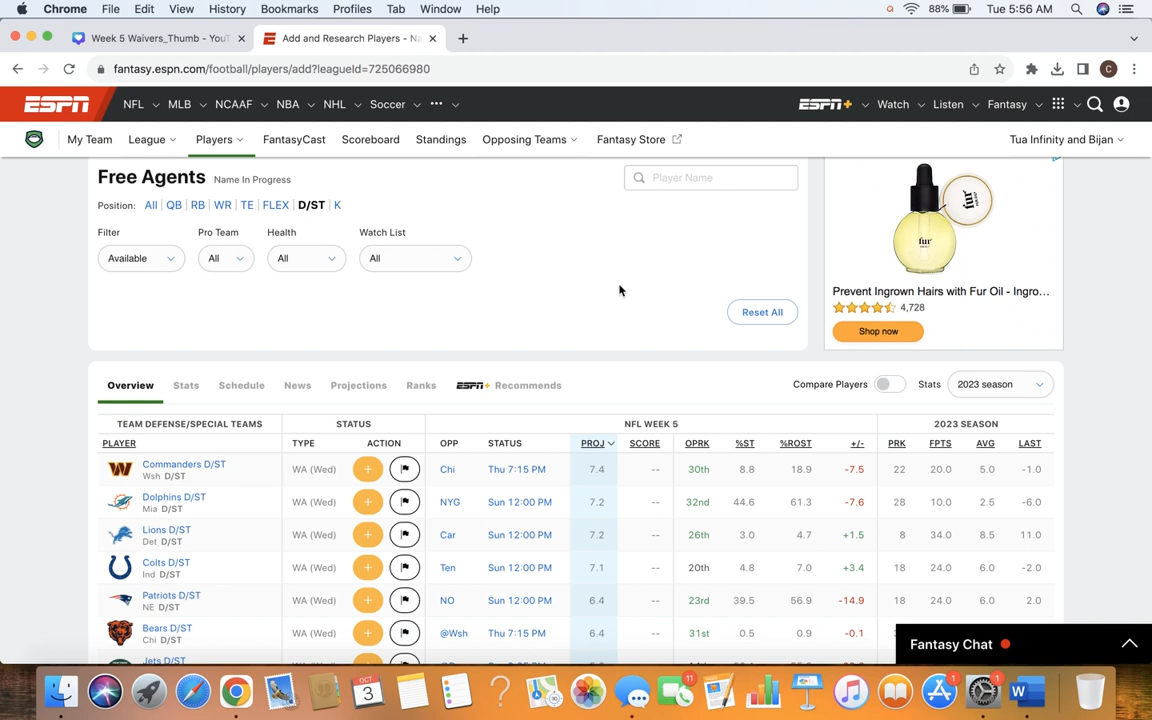 Chrome File Edit View History Bookmarks Profiles Tab Window Help 88% Tue 5:56 AM
Week 5 Waivers_Thumb - YouT Add and Research Players - Na
fantasy.espn.com/football/players/add?leagueId=725066980 C
ESPN NFL MLB NCAAF NBA NHL Soccer ESPN+ Watch Listen Fantasy
My Team League Players FantasyCast Scoreboard Standings Opposing Teams Fantasy Store Tua Infinity and Bijan
Free Agents Name In Progress Player Name
Position: All | QB | RB | WR | TE | FLEX | D/ST | K
Filter Pro Team Health Watch List
Available All All All
Reset All
fur
Prevent Ingrown Hairs with Fur Oil - Ingro...
4,728
Shop now
Overview Stats Schedule News Projections Ranks ESPN+ Recommends Compare Players Stats 2023 season
TEAM DEFENSE/SPECIAL TEAMS STATUS NFL WEEK 5 2023 SEASON
PLAYER TYPE ACTION OPP STATUS PROJ SCORE OPRK %ST %ROST +/- PRK FPTS AVG LAST
Commanders D/ST
Wsh D/ST WA (Wed) + Chi Thu 7:15 PM 7.4 -- 30th 8.8 18.9 -7.5 22 20.0 5.0 -1.0
Dolphins D/ST
Mia D/ST WA (Wed) + NYG Sun 12:00 PM 7.2 -- 32nd 44.6 61.3 -7.6 28 10.0 2.5 -6.0
Lions D/ST
Det D/ST WA (Wed) + Car Sun 12:00 PM 7.2 -- 26th 3.0 4.7 +1.5 8 34.0 8.5 11.0
Colts D/ST
Ind D/ST WA (Wed) + Ten Sun 12:00 PM 7.1 -- 20th 4.8 7.0 +3.4 18 24.0 6.0 -2.0
Patriots D/ST
NE D/ST WA (Wed) + NO Sun 12:00 PM 6.4 -- 23rd 39.5 56.9 -14.9 18 24.0 6.0 2.0
Bears D/ST
Chi D/ST WA (Wed) + @Wsh Thu 7:15 PM 6.4 -- 31st 0.5 0.9 -0.1
Jets D/ST
Fantasy Chat
OCT
3
11
1
1
W